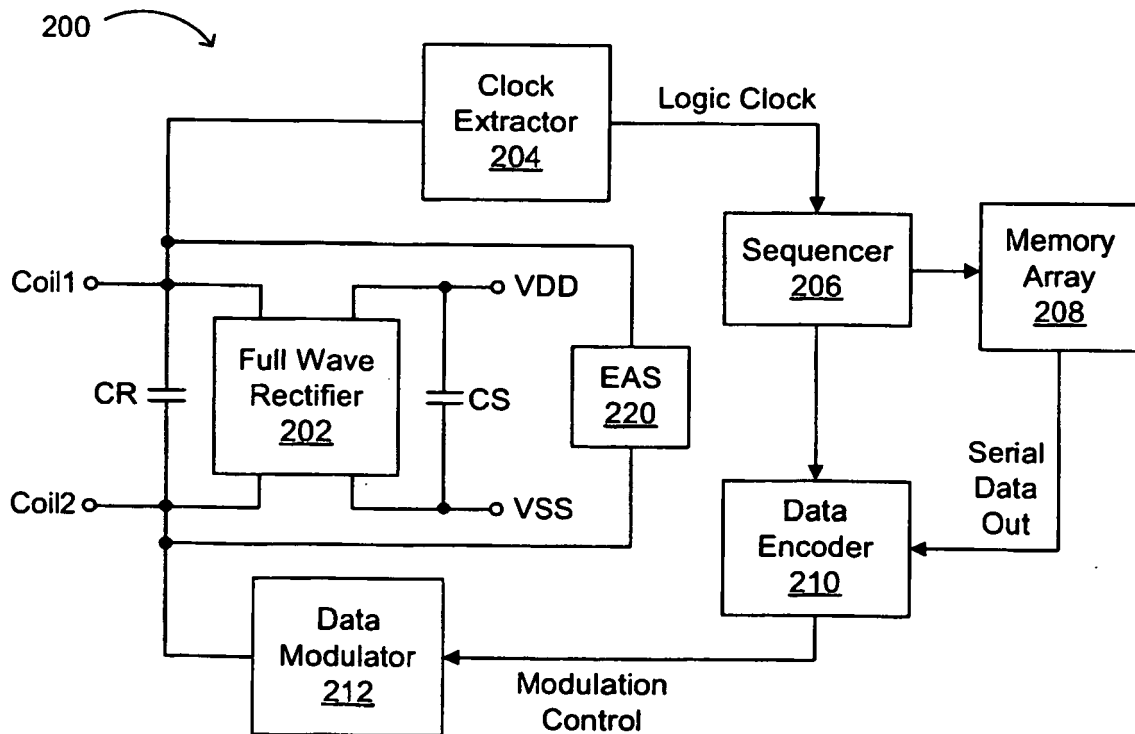 200
Clock
Extractor
204
Logic Clock
Sequencer
206
Memory
Array
208
Coil1
VDD
Full Wave
Rectifier
202
CR
CS
EAS
220
Coil2
VSS
Serial
Data
Out
Data
Encoder
210
Data
Modulator
212
Modulation
Control